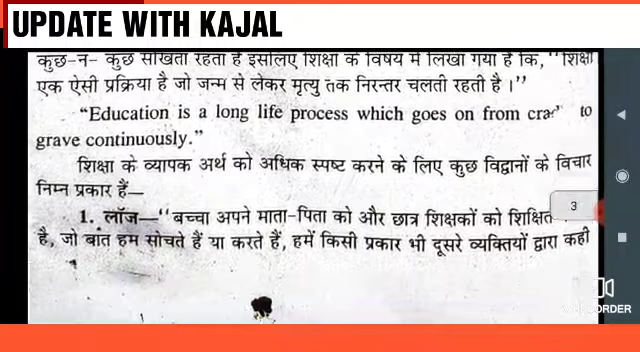 UPDATE WITH KAJAL
कुछ-न- कुछ सीखता रहता है इसलिए शिक्षा के विषय में लिखा गया है कि, "शिक्षा
एक ऐसी प्रक्रिया है जो जन्म से लेकर मृत्यु तक निरन्तर चलती रहती है।"
"Education is a long life process which goes on from to
grave continuously."
शिक्षा के व्यापक अर्थ को अधिक स्पष्ट करने के लिए कुछ विद्वानों के विचार
निम्न प्रकार हैं—
1. लॉज—"बच्चा अपने माता-पिता को और छात्र शिक्षकों को शिक्षित
3
है, जो बात हम सोचते हैं या करते हैं, हमें किसी प्रकार भी दूसरे व्यक्तियों द्वारा कही